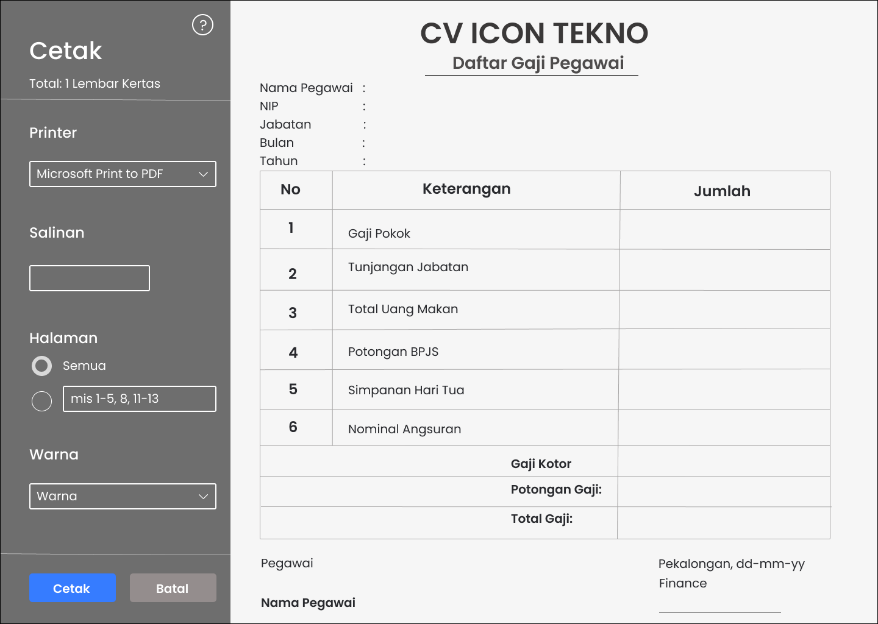 ?
Cetak
Total: 1 Lembar Kertas
Printer
Microsoft Print to PDF
Salinan
Halaman
Semua
mis 1-5, 8, 11-13
Warna
Warna
Cetak Batal
CV ICON TEKNO
Daftar Gaji Pegawai
Nama Pegawai :
NIP :
Jabatan :
Bulan :
Tahun :
No Keterangan Jumlah
1 Gaji Pokok
2 Tunjangan Jabatan
3 Total Uang Makan
4 Potongan BPJS
5 Simpanan Hari Tua
6 Nominal Angsuran
Gaji Kotor
Potongan Gaji:
Total Gaji:
Pegawai
Nama Pegawai
Pekalongan, dd-mm-yy
Finance